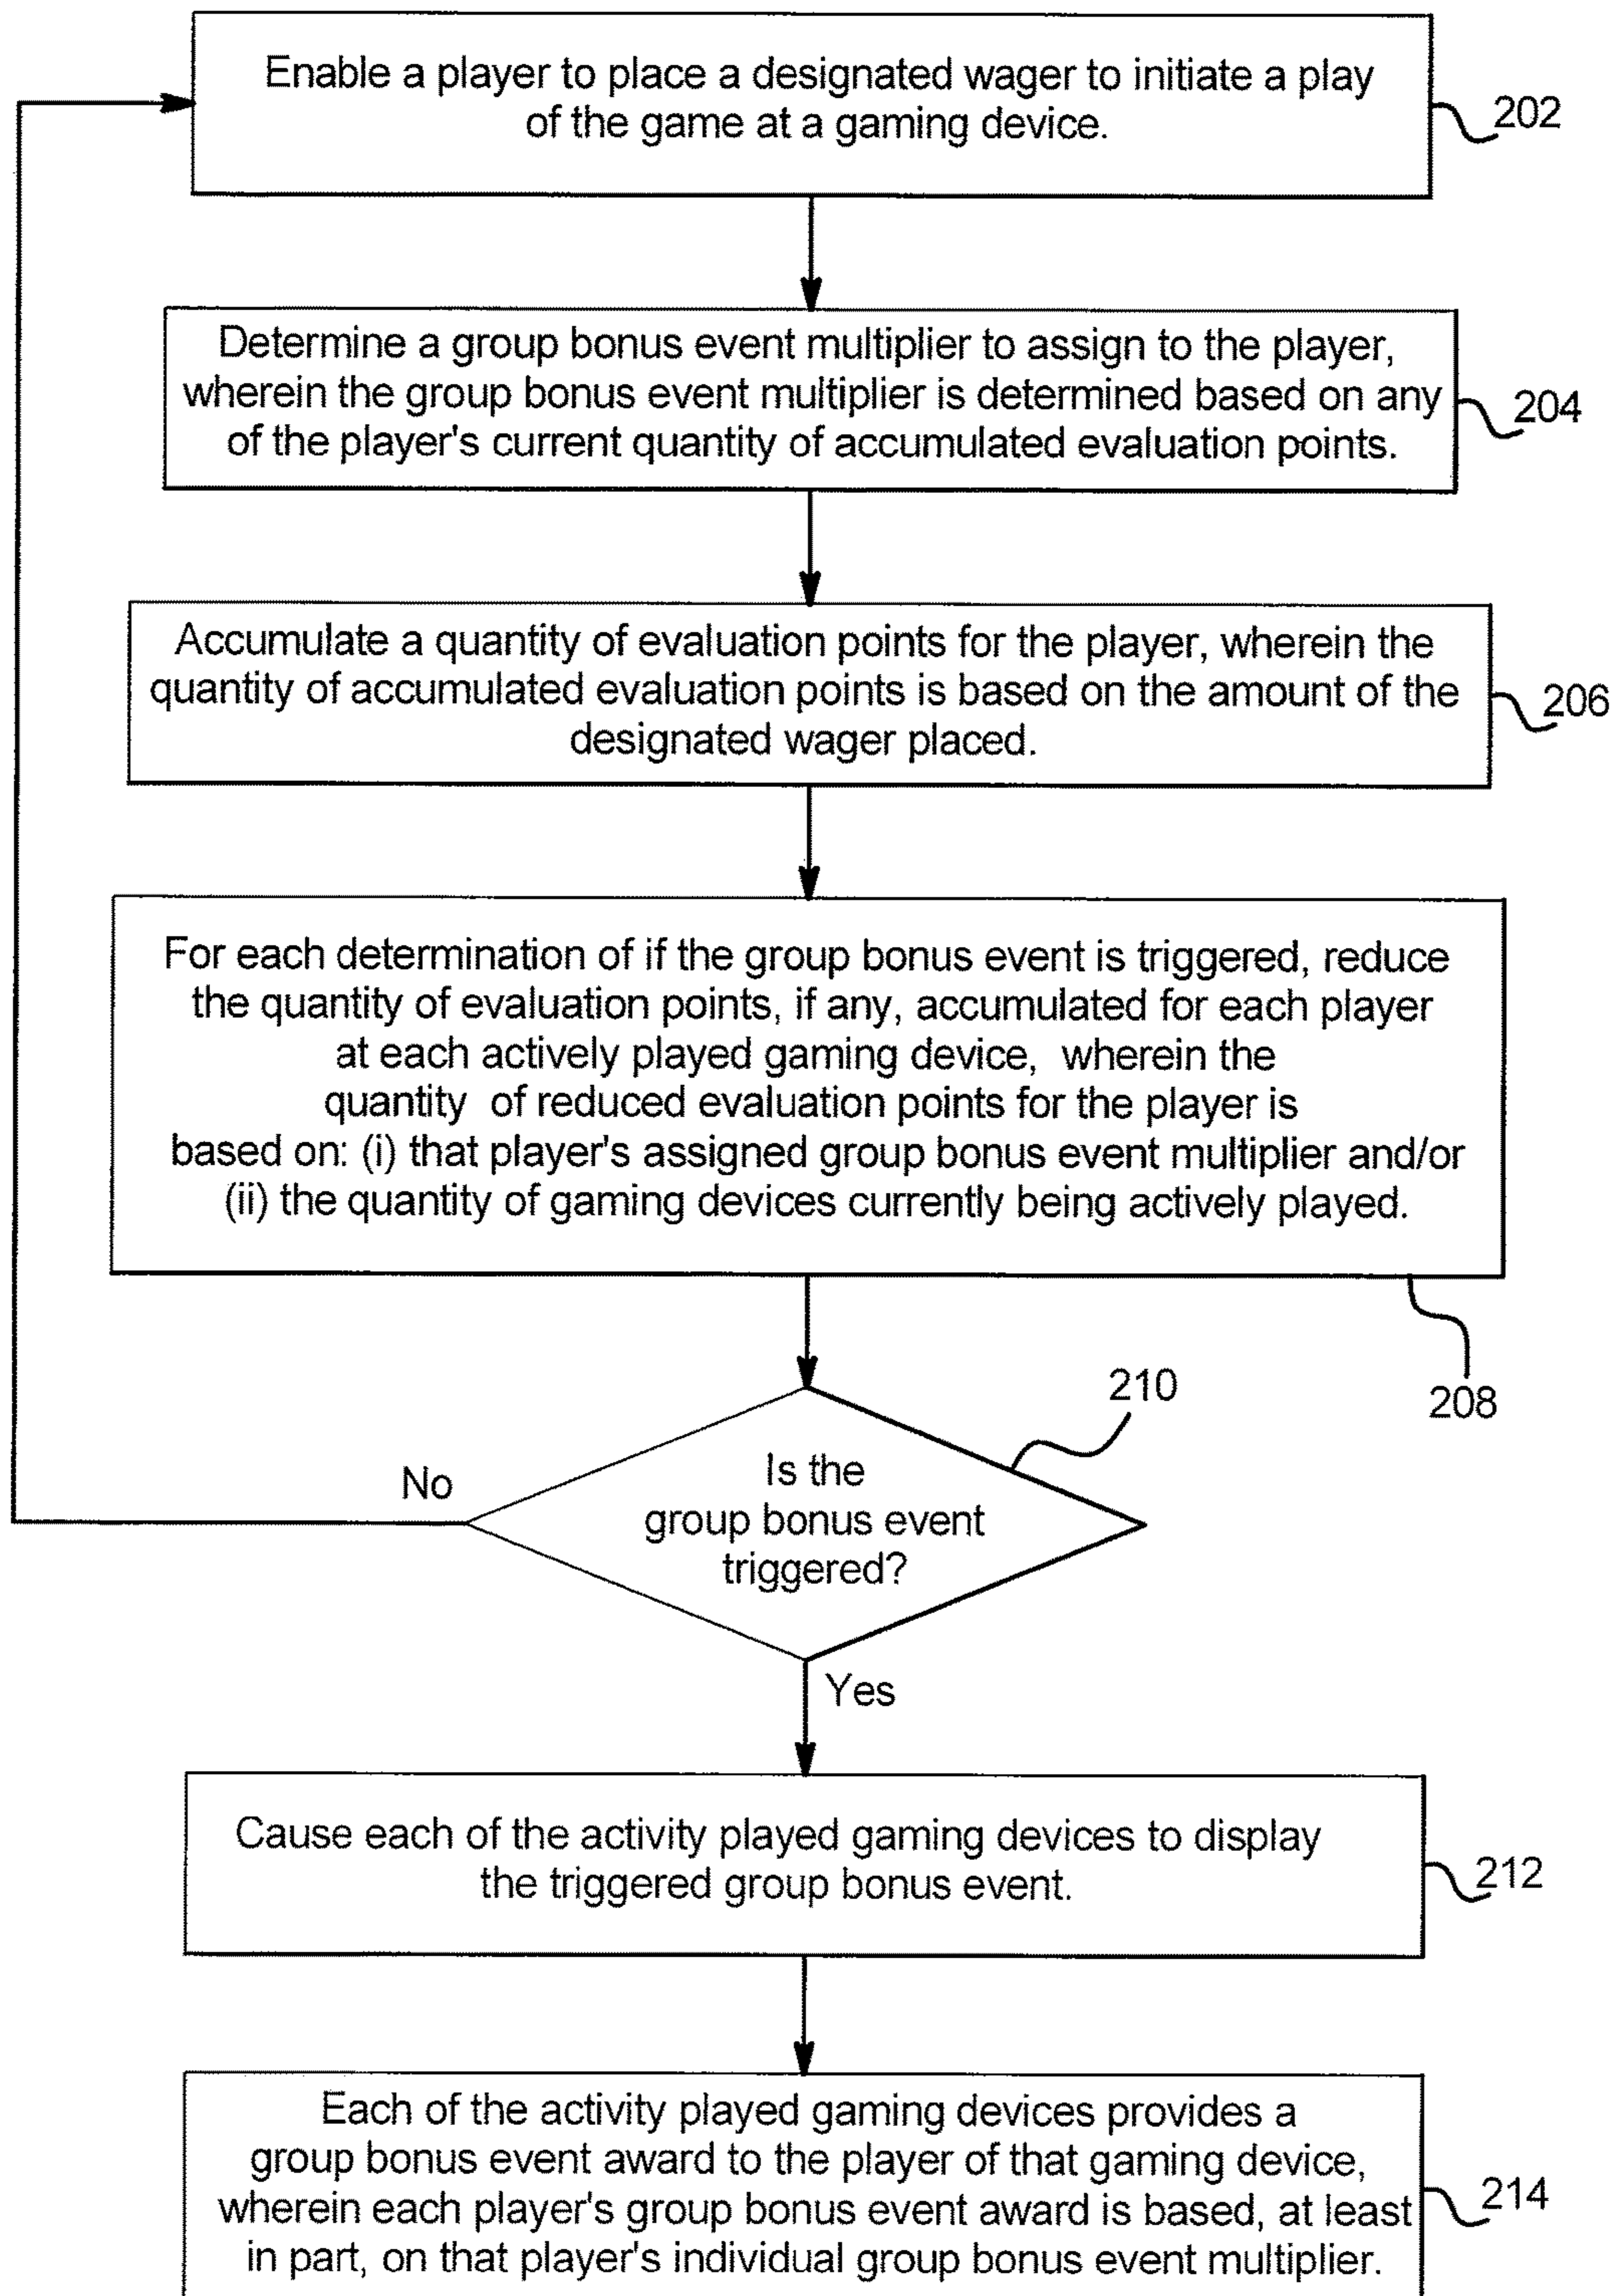 Enable a player to place a designated wager to initiate a play
of the game at a gaming device.
202
Determine a group bonus event multiplier to assign to the player,
wherein the group bonus event multiplier is determined based on any
of the player's current quantity of accumulated evaluation points.
204
Accumulate a quantity of evaluation points for the player, wherein the
quantity of accumulated evaluation points is based on the amount of the
designated wager placed.
206
For each determination of if the group bonus event is triggered, reduce
the quantity of evaluation points, if any, accumulated for each player
at each actively played gaming device, wherein the
quantity of reduced evaluation points for the player is
based on: (i) that player's assigned group bonus event multiplier and/or
(ii) the quantity of gaming devices currently being actively played.
208
210
Is the
group bonus event
triggered?
No
Yes
Cause each of the activity played gaming devices to display
the triggered group bonus event.
212
Each of the activity played gaming devices provides a
group bonus event award to the player of that gaming device,
wherein each player's group bonus event award is based, at least
in part, on that player's individual group bonus event multiplier.
214